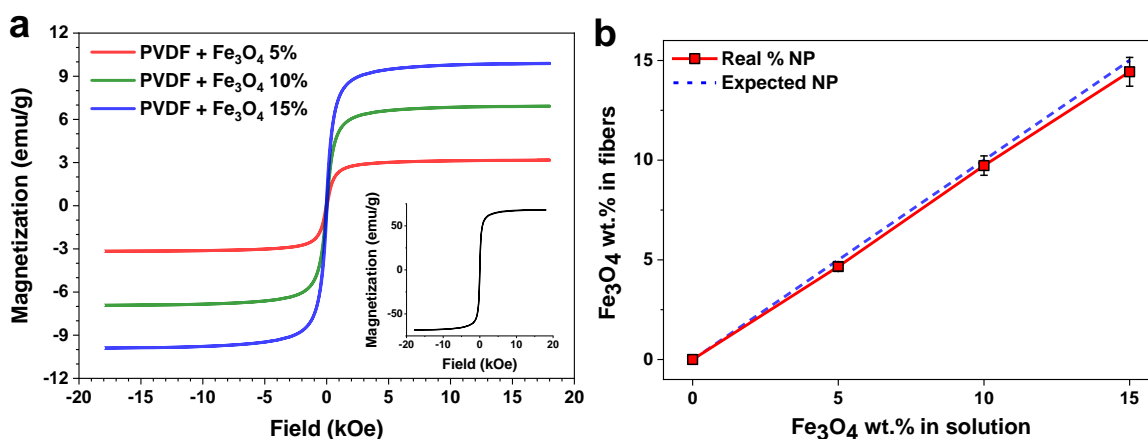 a
12
9
6
3
0
-3
-6
-9
-12
Magnetization (emu/g)
PVDF + Fe₃O₄ 5%
PVDF + Fe₃O₄ 10%
PVDF + Fe₃O₄ 15%
-20 -15 -10 -5 0 5 10 15 20
Field (kOe)
50
0
-50
Magnetization (emu/g)
-20 -10 0 10 20
Field (kOe)
b
15
10
5
0
Fe₃O₄ wt.% in fibers
Real % NP
Expected NP
0 5 10 15
Fe₃O₄ wt.% in solution